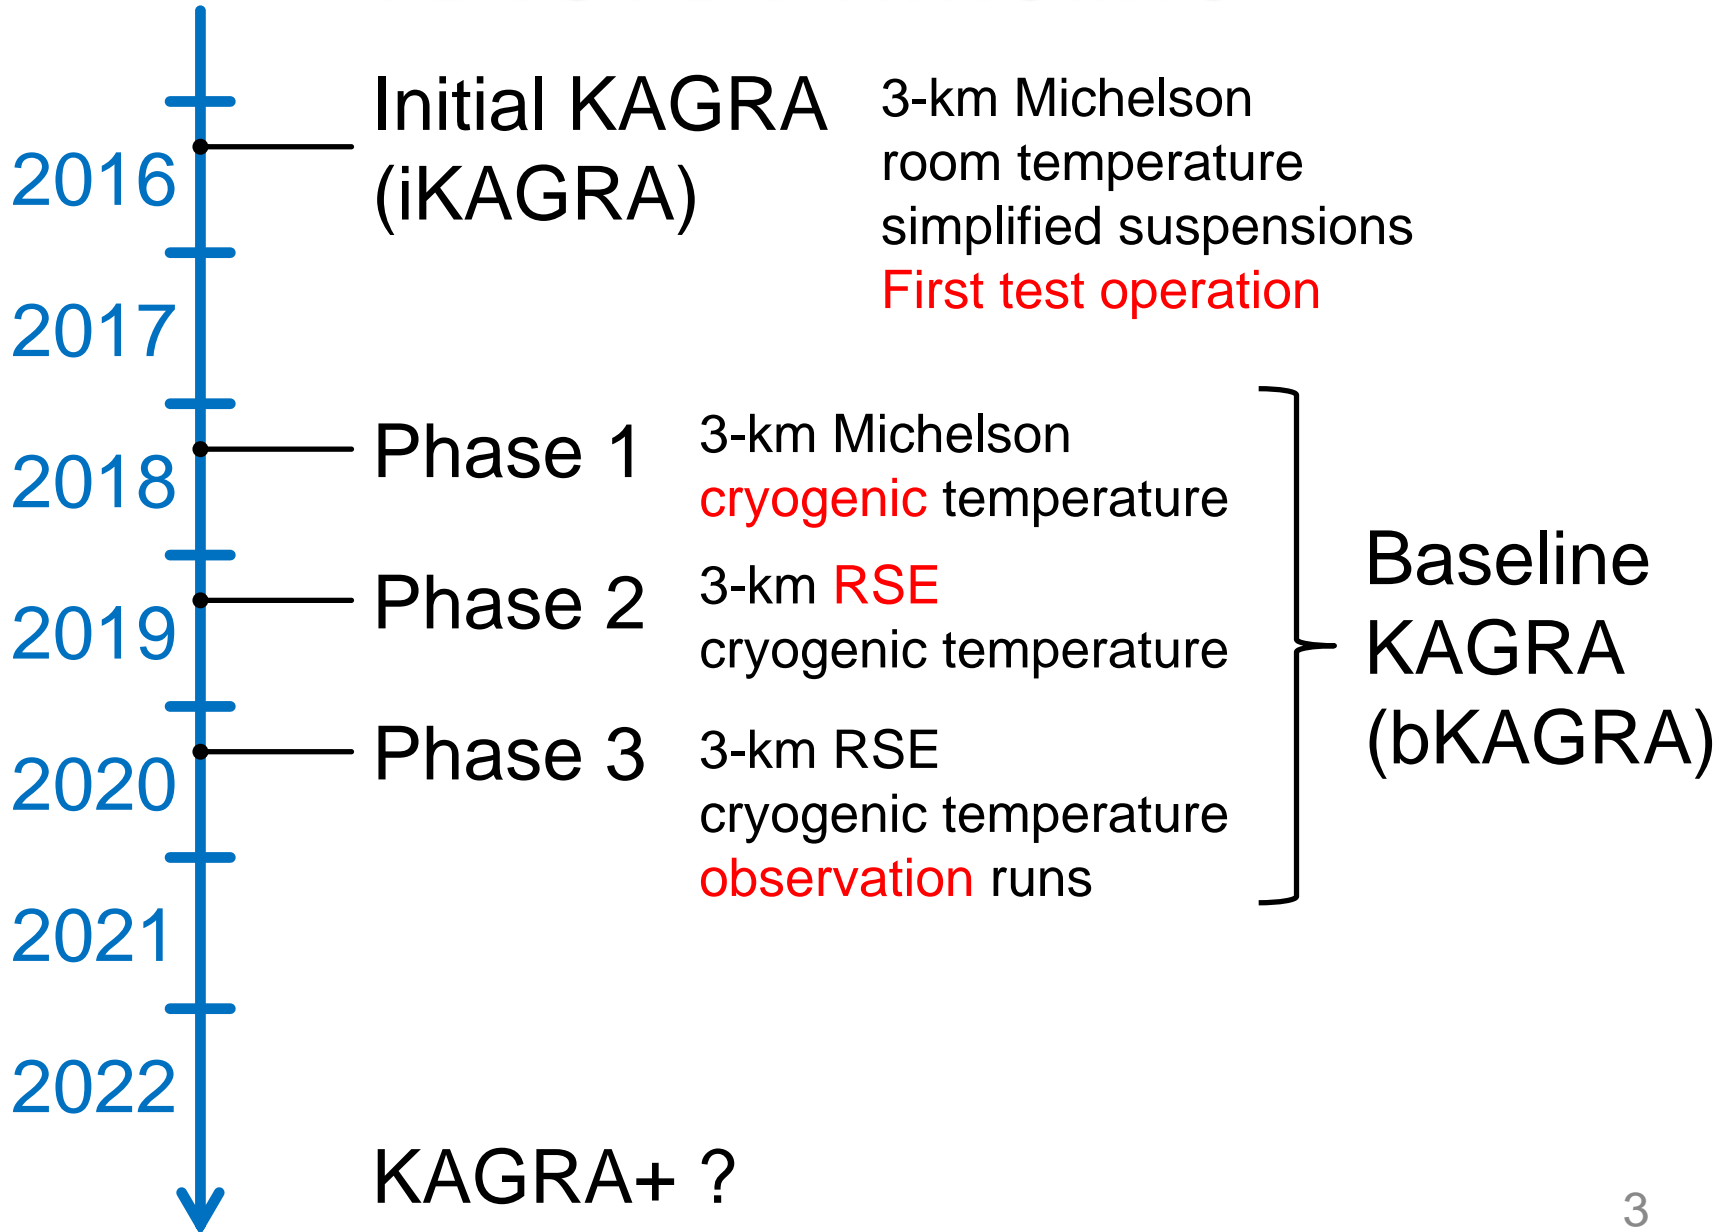 2016
Initial KAGRA
(iKAGRA)
3-km Michelson
room temperature
simplified suspensions
First test operation
2017
2018
Phase 1
3-km Michelson
cryogenic temperature
2019
Phase 2
3-km RSE
cryogenic temperature
2020
Phase 3
3-km RSE
cryogenic temperature
observation runs
Baseline
KAGRA
(bKAGRA)
2021
2022
KAGRA+ ?
3